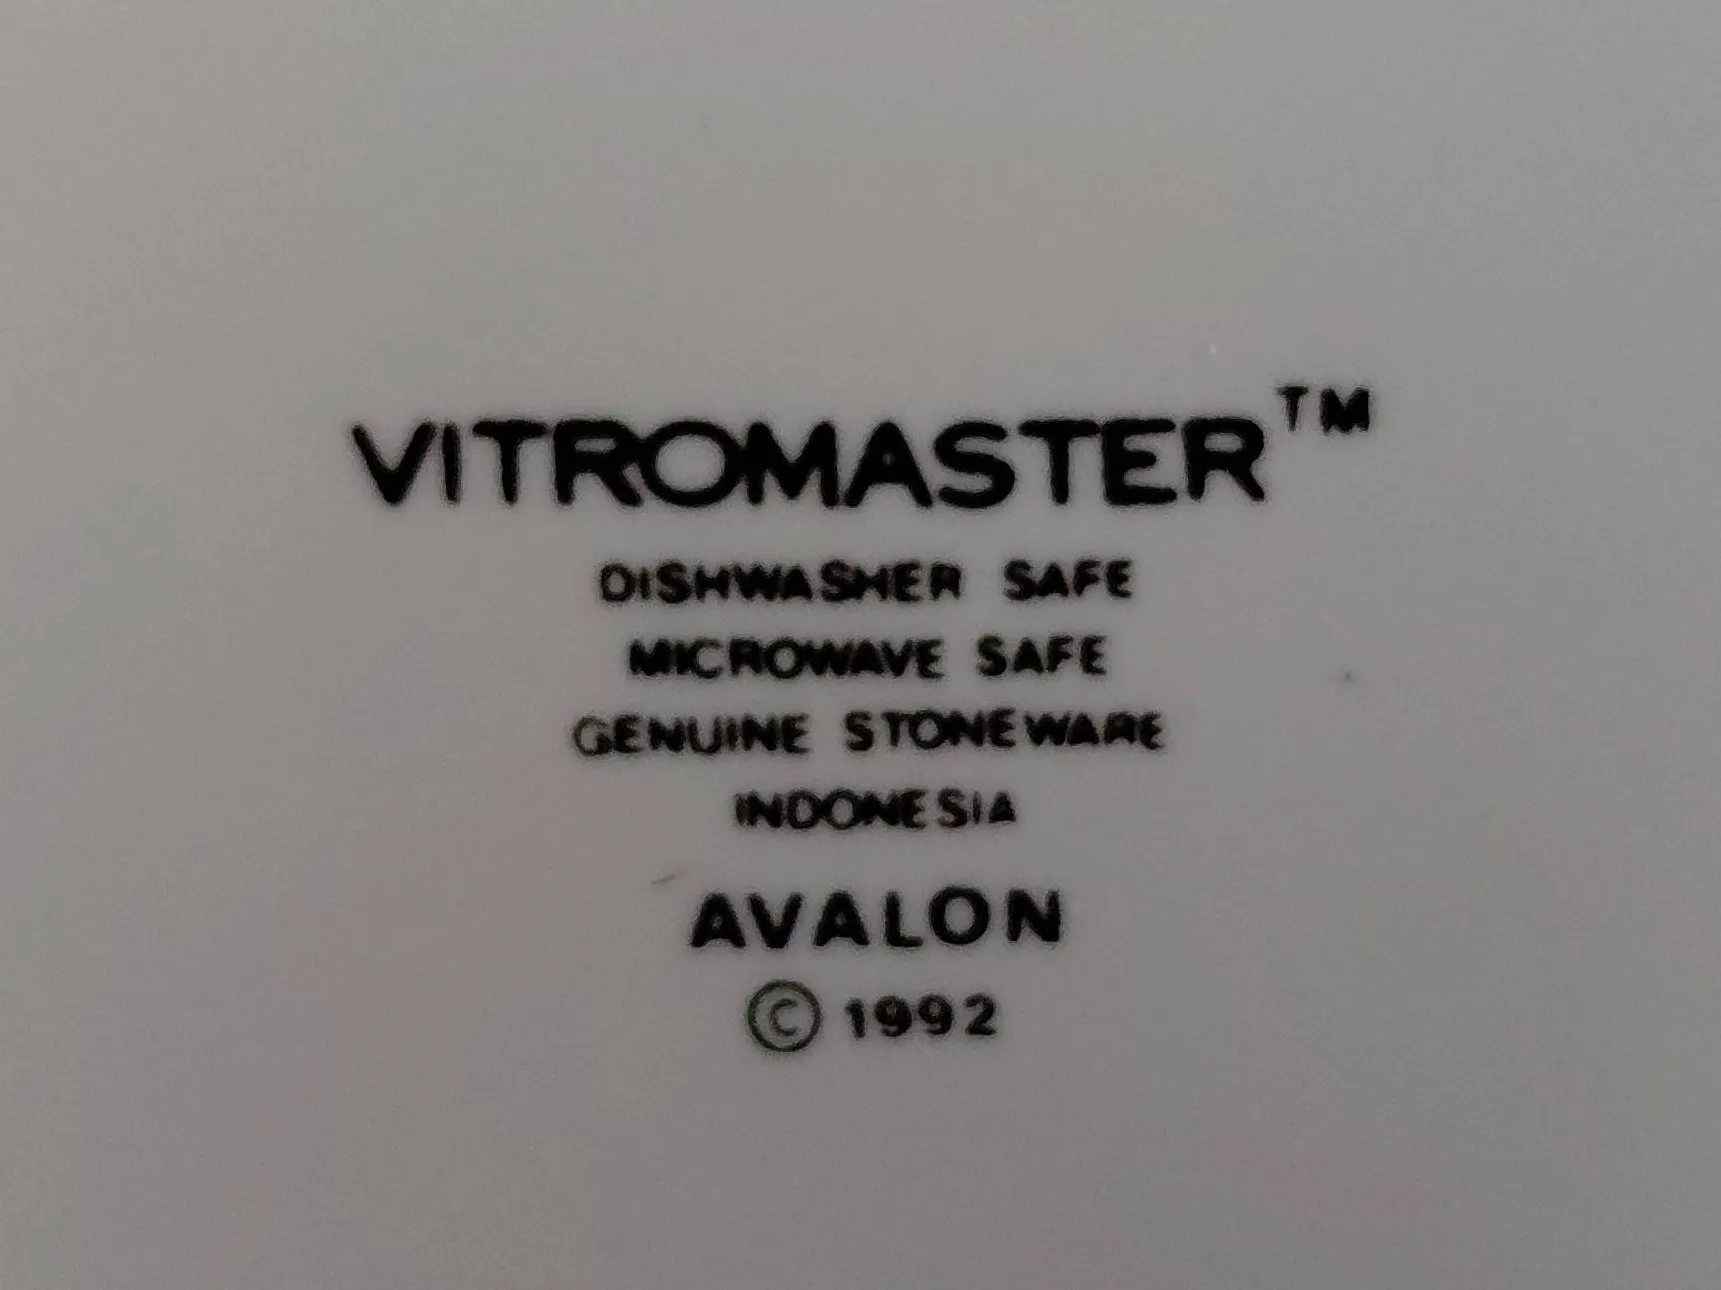 VITROMASTER™
DISHWASHER SAFE
MICROWAVE SAFE
GENUINE STONEWARE
INDONESIA
AVALON
© 1992